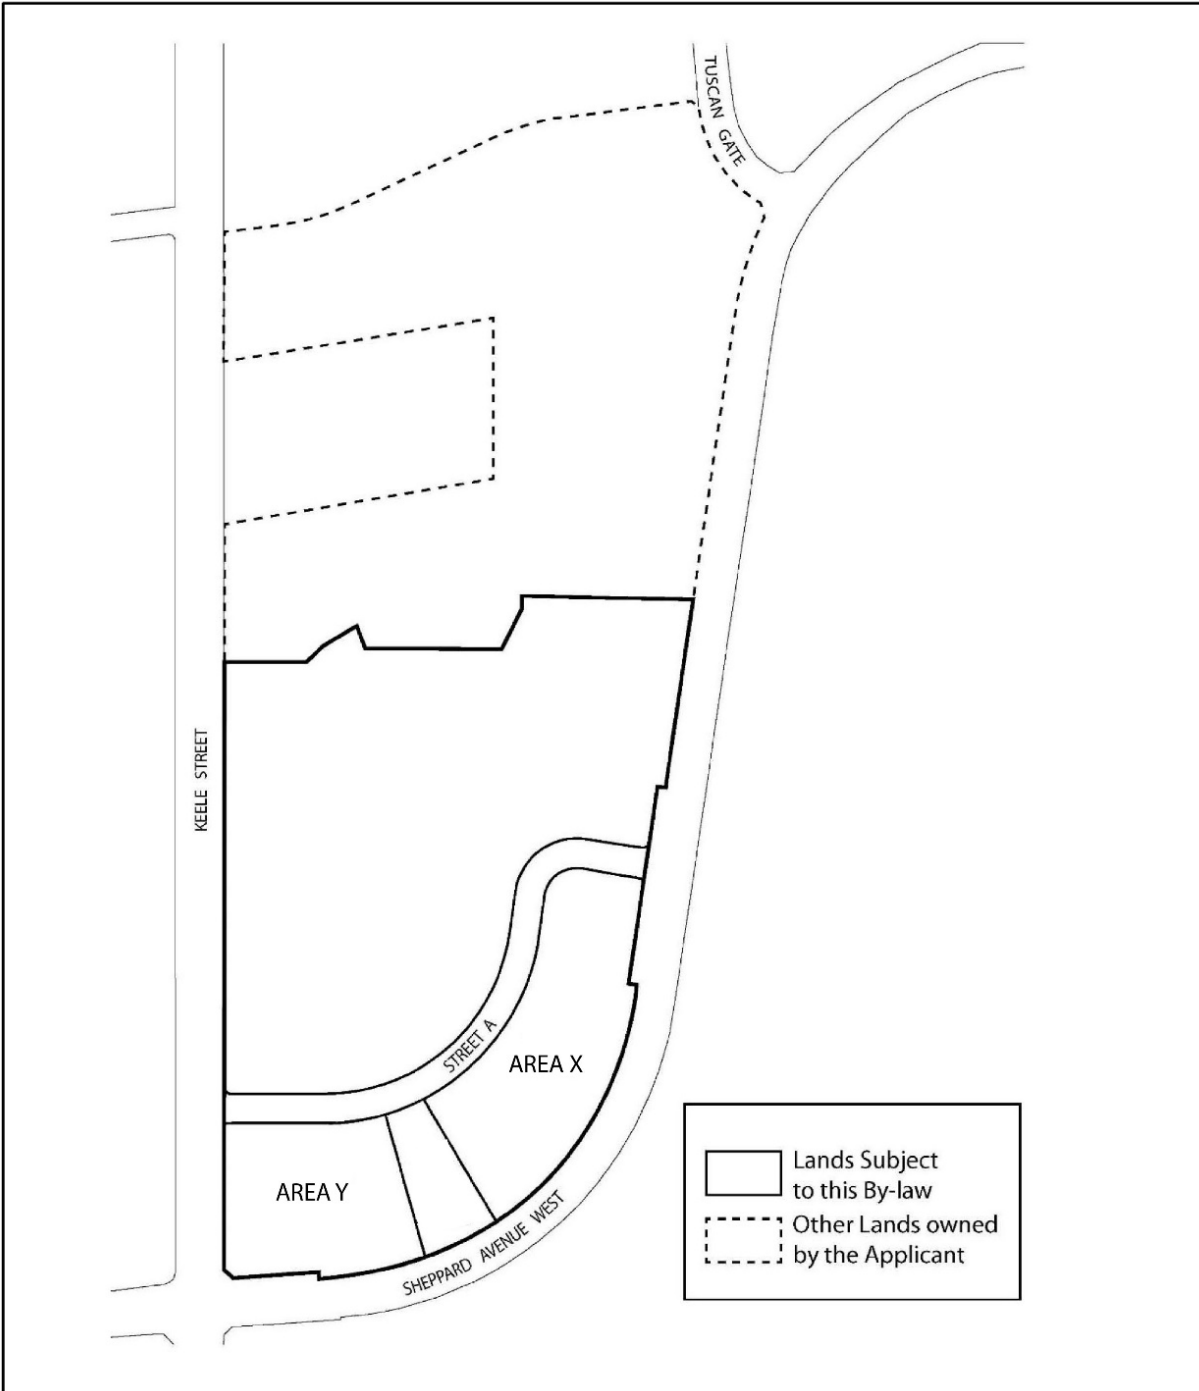 TUSCAN GATE
KEELE STREET
STREET A
AREA X
AREA Y
SHEPPARD AVENUE WEST
Lands Subject
to this By-law
Other Lands owned
by the Applicant